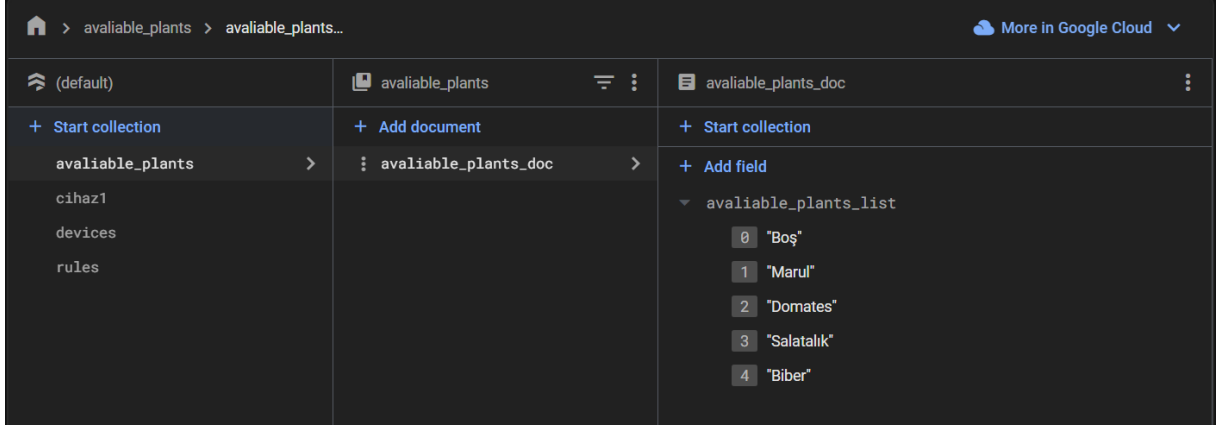 avaliable_plants > avaliable_plants...
More in Google Cloud
(default)
+ Start collection
avaliable_plants
cihaz1
devices
rules
avaliable_plants
+ Add document
avaliable_plants_doc
avaliable_plants_doc
+ Start collection
+ Add field
avaliable_plants_list
0 "Boş"
1 "Marul"
2 "Domates"
3 "Salatalık"
4 "Biber"